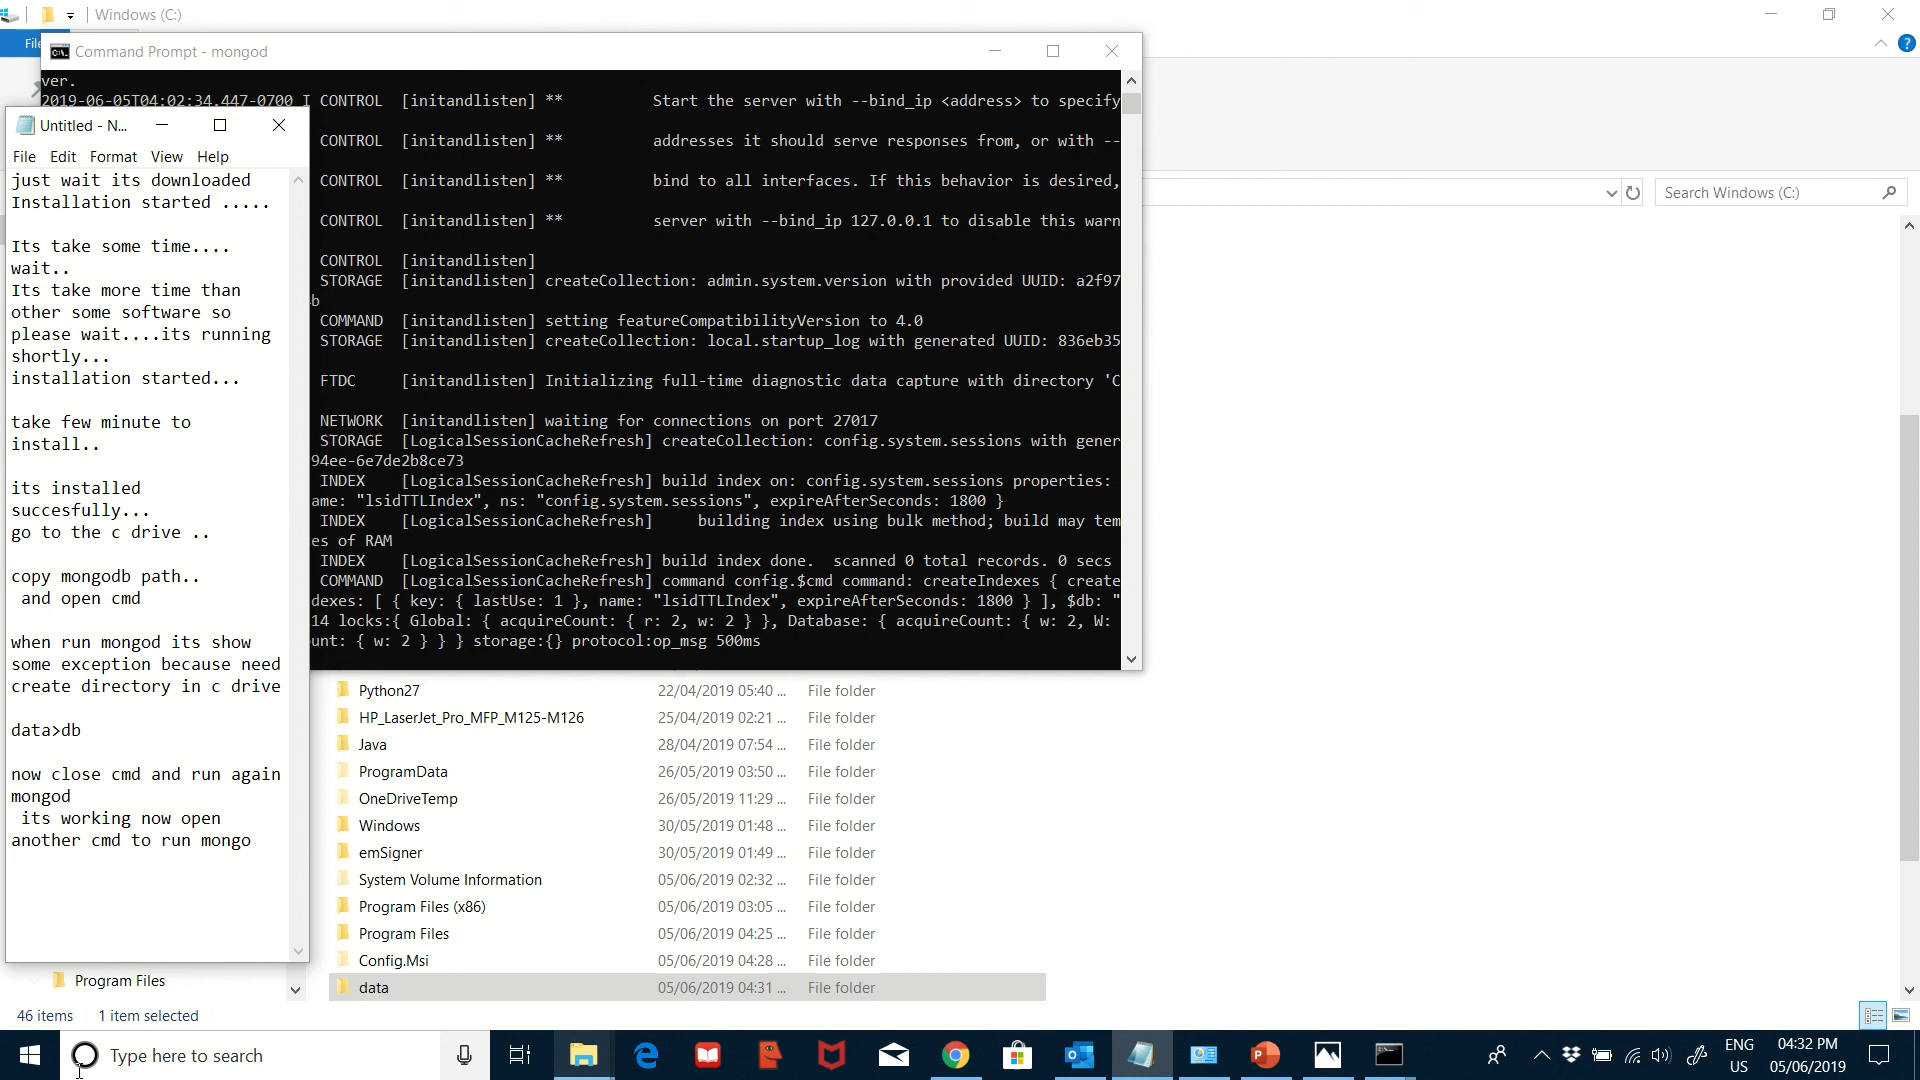 Windows (C:)
File
Command Prompt - mongod
ver.
2019-06-05T04:02:34.447-0700 I CONTROL [initandlisten] ** Start the server with --bind_ip <address> to specify
CONTROL [initandlisten] ** addresses it should serve responses from, or with --
CONTROL [initandlisten] ** bind to all interfaces. If this behavior is desired,
CONTROL [initandlisten] ** server with --bind_ip 127.0.0.1 to disable this warn
CONTROL [initandlisten]
STORAGE [initandlisten] createCollection: admin.system.version with provided UUID: a2f97
b
COMMAND [initandlisten] setting featureCompatibilityVersion to 4.0
STORAGE [initandlisten] createCollection: local.startup_log with generated UUID: 836eb35
FTDC [initandlisten] Initializing full-time diagnostic data capture with directory 'C
NETWORK [initandlisten] waiting for connections on port 27017
STORAGE [LogicalSessionCacheRefresh] createCollection: config.system.sessions with gener
94ee-6e7de2b8ce73
INDEX [LogicalSessionCacheRefresh] build index on: config.system.sessions properties:
ame: "lsidTTLIndex", ns: "config.system.sessions", expireAfterSeconds: 1800 }
INDEX [LogicalSessionCacheRefresh] building index using bulk method; build may tem
es of RAM
INDEX [LogicalSessionCacheRefresh] build index done. scanned 0 total records. 0 secs
COMMAND [LogicalSessionCacheRefresh] command config.$cmd command: createIndexes { create
dexes: [ { key: { lastUse: 1 }, name: "lsidTTLIndex", expireAfterSeconds: 1800 } ], $db: "
14 locks:{ Global: { acquireCount: { r: 2, w: 2 } }, Database: { acquireCount: { w: 2, W:
unt: { w: 2 } } } storage:{} protocol:op_msg 500ms
Untitled - N...
File Edit Format View Help
just wait its downloaded
Installation started .....
Its take some time....
wait..
Its take more time than
other some software so
please wait....its running
shortly...
installation started...
take few minute to
install..
its installed
succesfully...
go to the c drive ..
copy mongodb path..
and open cmd
when run mongod its show
some exception because need
create directory in c drive
data>db
now close cmd and run again
mongod
its working now open
another cmd to run mongo
Search Windows (C:)
Python27 22/04/2019 05:40 ... File folder
HP_LaserJet_Pro_MFP_M125-M126 25/04/2019 02:21 ... File folder
Java 28/04/2019 07:54 ... File folder
ProgramData 26/05/2019 03:50 ... File folder
OneDriveTemp 26/05/2019 11:29 ... File folder
Windows 30/05/2019 01:48 ... File folder
emSigner 30/05/2019 01:49 ... File folder
System Volume Information 05/06/2019 02:32 ... File folder
Program Files (x86) 05/06/2019 03:05 ... File folder
Program Files 05/06/2019 04:25 ... File folder
Config.Msi 05/06/2019 04:28 ... File folder
data 05/06/2019 04:31 ... File folder
Program Files
46 items 1 item selected
Type here to search
ENG
US
04:32 PM
05/06/2019